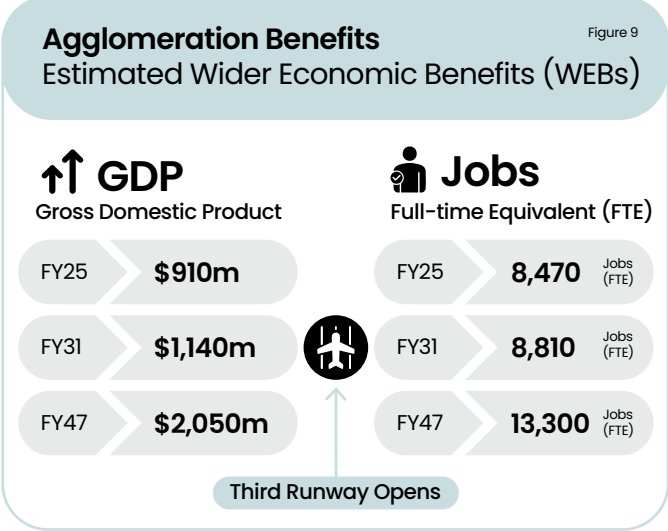 Agglomeration Benefits
Figure 9
Estimated Wider Economic Benefits (WEBs)
GDP
Gross Domestic Product
FY25 $910m
FY31 $1,140m
FY47 $2,050m
Jobs
Full-time Equivalent (FTE)
FY25 8,470 Jobs (FTE)
FY31 8,810 Jobs (FTE)
FY47 13,300 Jobs (FTE)
Third Runway Opens